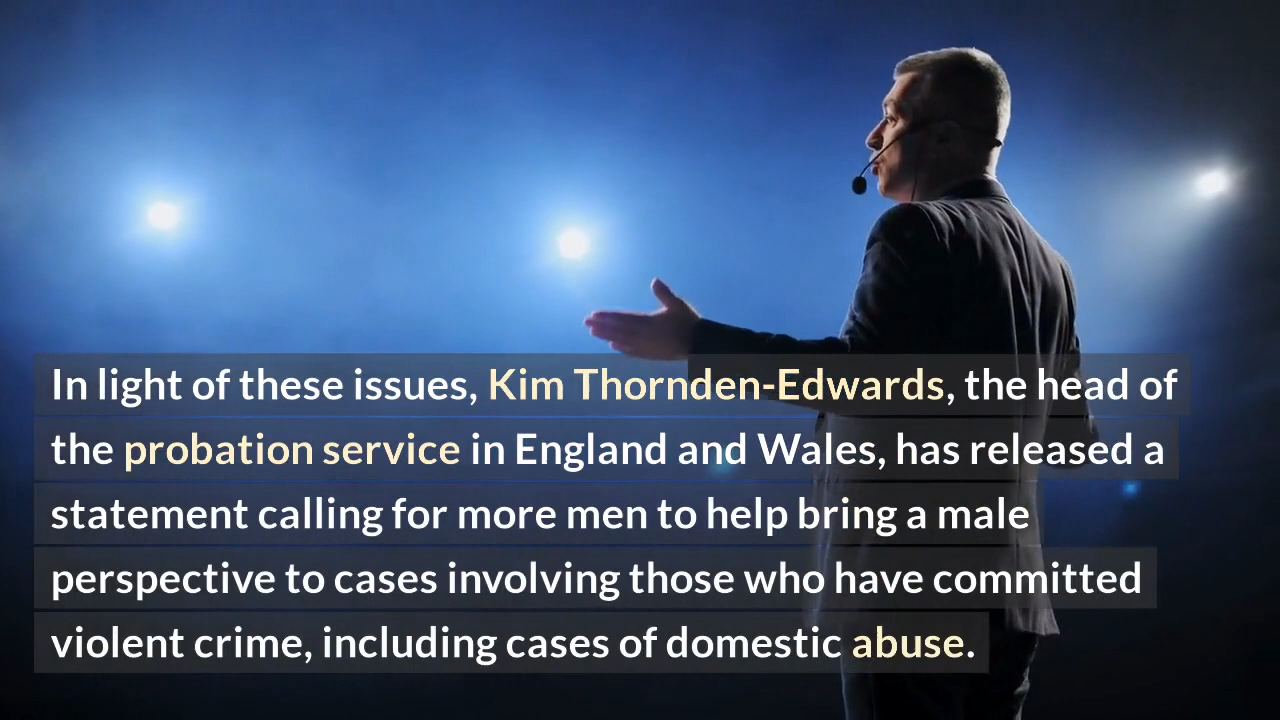 In light of these issues, Kim Thornden-Edwards, the head of
the probation service in England and Wales, has released a
statement calling for more men to help bring a male
perspective to cases involving those who have committed
violent crime, including cases of domestic abuse.